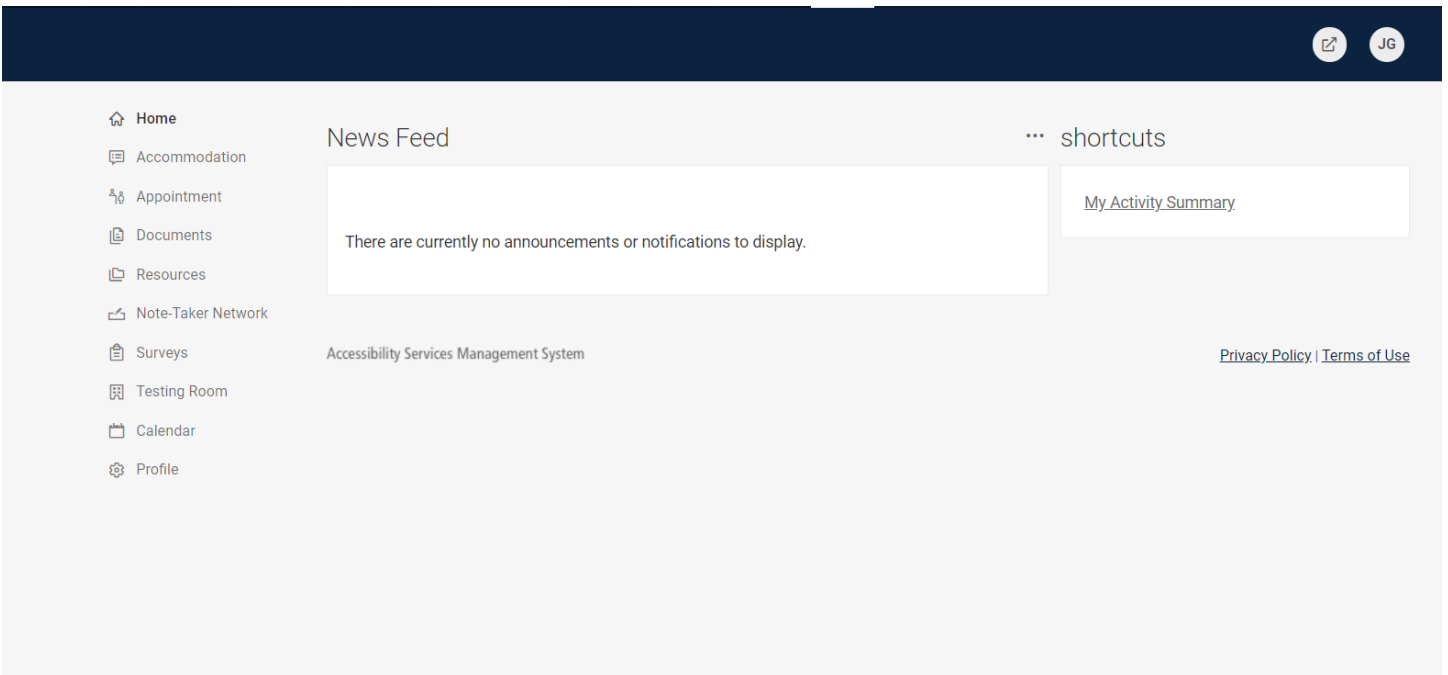 JG
Home
Accommodation
Appointment
Documents
Resources
Note-Taker Network
Surveys
Testing Room
Calendar
Profile
News Feed
There are currently no announcements or notifications to display.
shortcuts
My Activity Summary
Accessibility Services Management System
Privacy Policy | Terms of Use